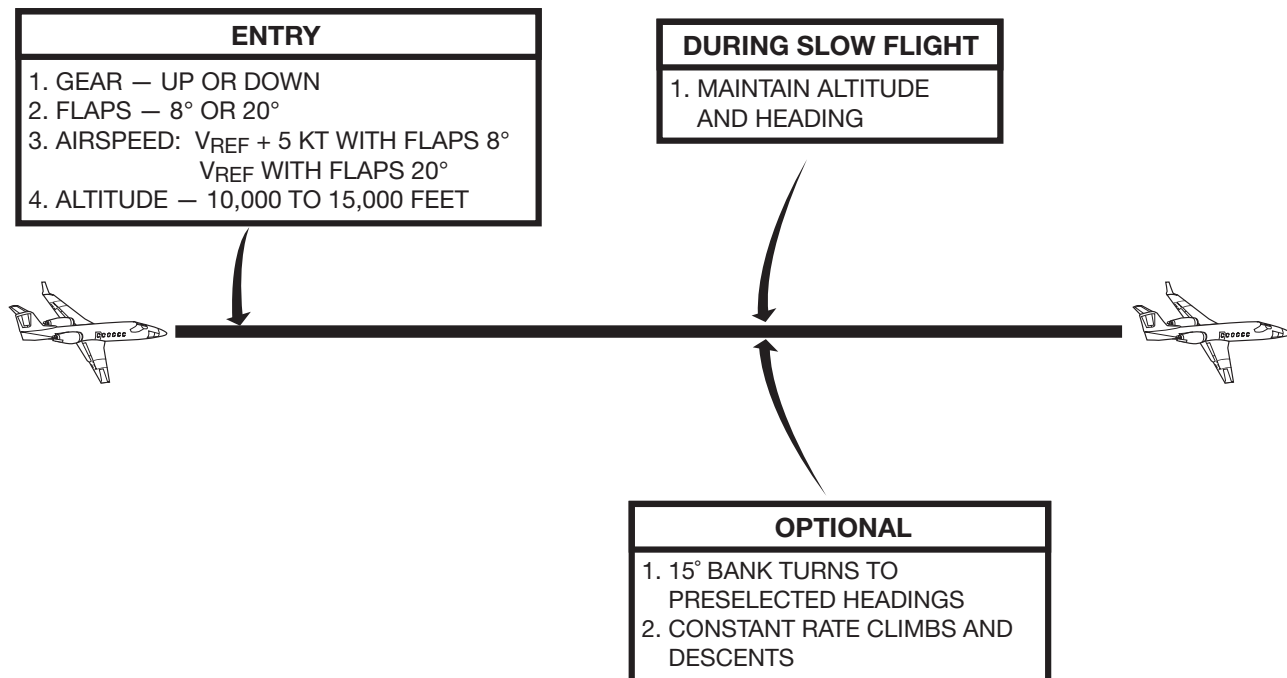 ENTRY
1. GEAR — UP OR DOWN
2. FLAPS — 8° OR 20°
3. AIRSPEED: VREF + 5 KT WITH FLAPS 8°
VREF WITH FLAPS 20°
4. ALTITUDE — 10,000 TO 15,000 FEET
DURING SLOW FLIGHT
1. MAINTAIN ALTITUDE
AND HEADING
OPTIONAL
1. 15° BANK TURNS TO
PRESELECTED HEADINGS
2. CONSTANT RATE CLIMBS AND
DESCENTS